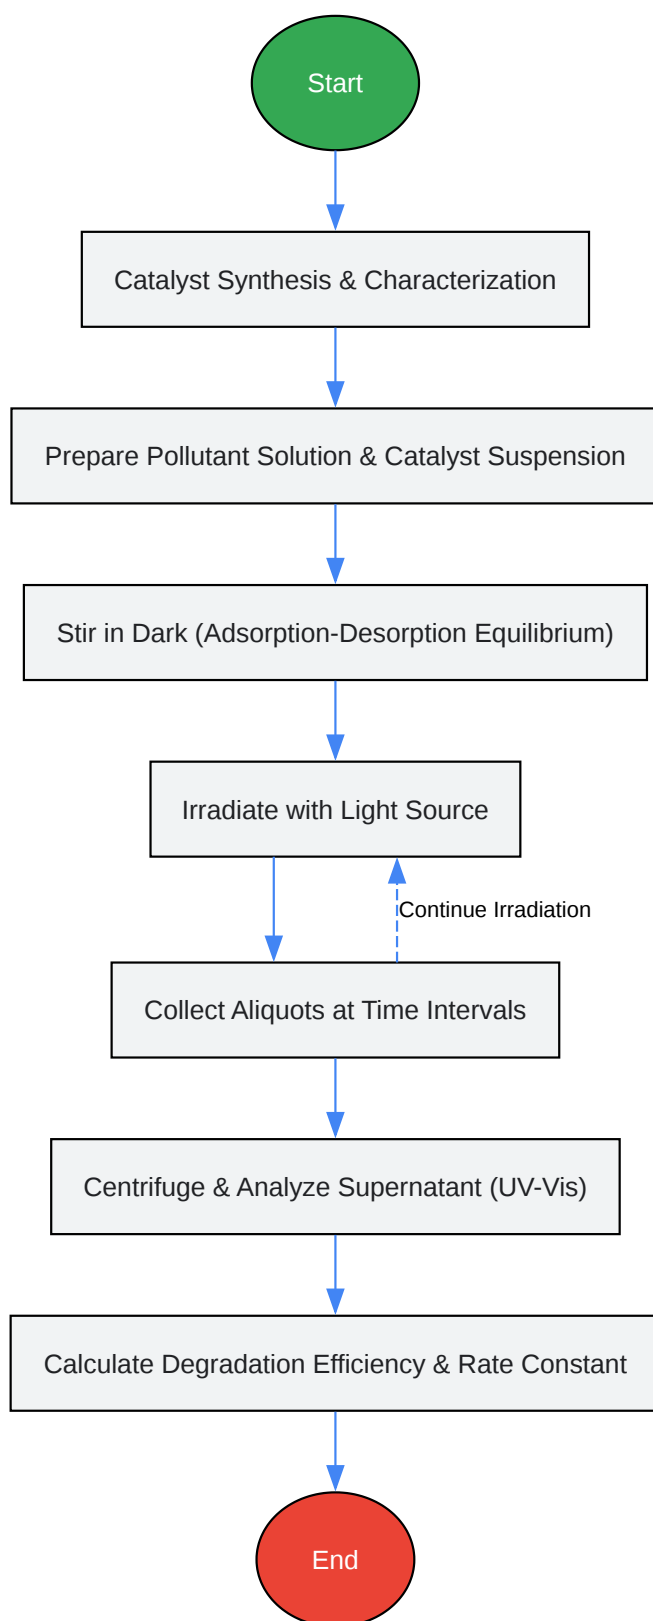 Start
Catalyst Synthesis & Characterization
Prepare Pollutant Solution & Catalyst Suspension
Stir in Dark (Adsorption-Desorption Equilibrium)
Irradiate with Light Source
Continue Irradiation
Collect Aliquots at Time Intervals
Centrifuge & Analyze Supernatant (UV-Vis)
Calculate Degradation Efficiency & Rate Constant
End